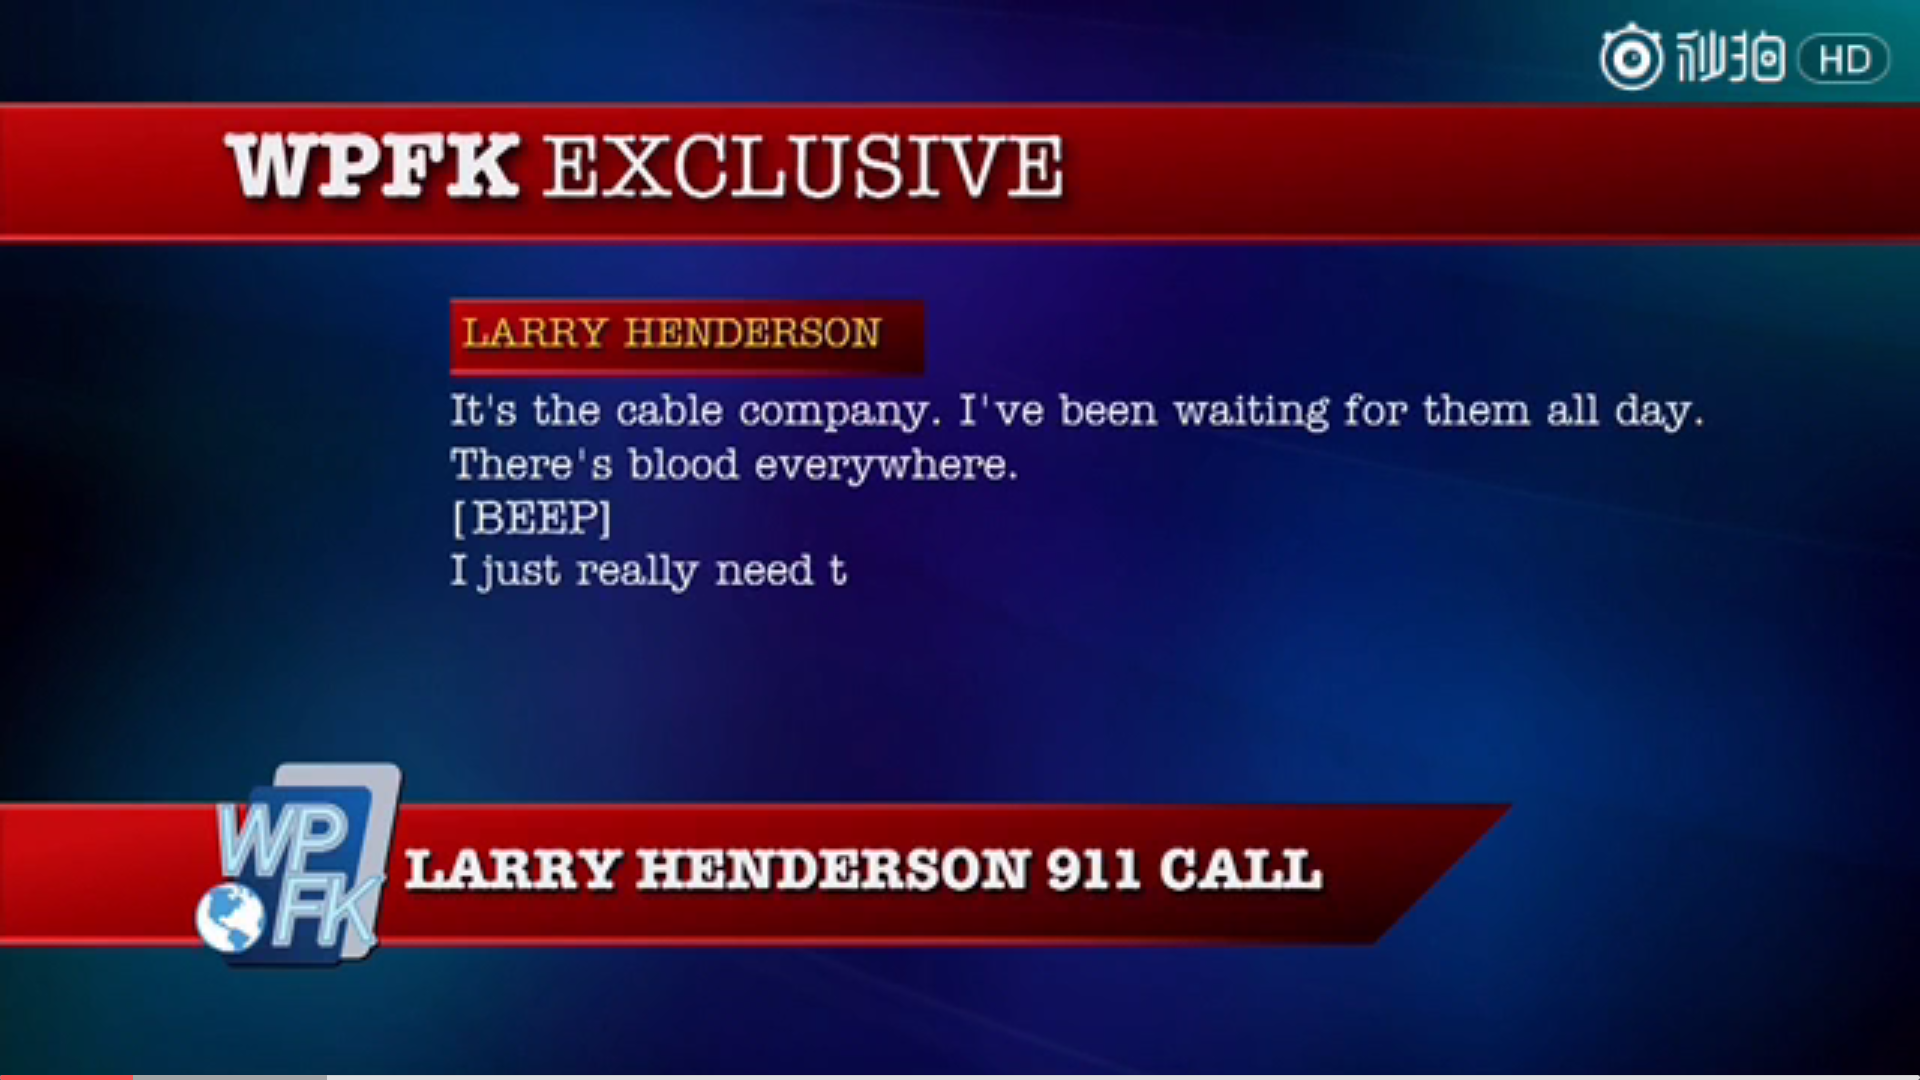 秒拍 HD
WPFK EXCLUSIVE
LARRY HENDERSON
It's the cable company. I've been waiting for them all day.
There's blood everywhere.
[BEEP]
I just really need t
WP
FK
LARRY HENDERSON 911 CALL